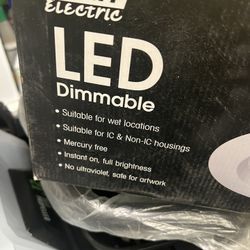 Electric
LED
Dimmable
• Suitable for wet locations
• Suitable for IC & Non-IC housings
• Mercury free
• Instant on, full brightness
• No ultraviolet, safe for artwork